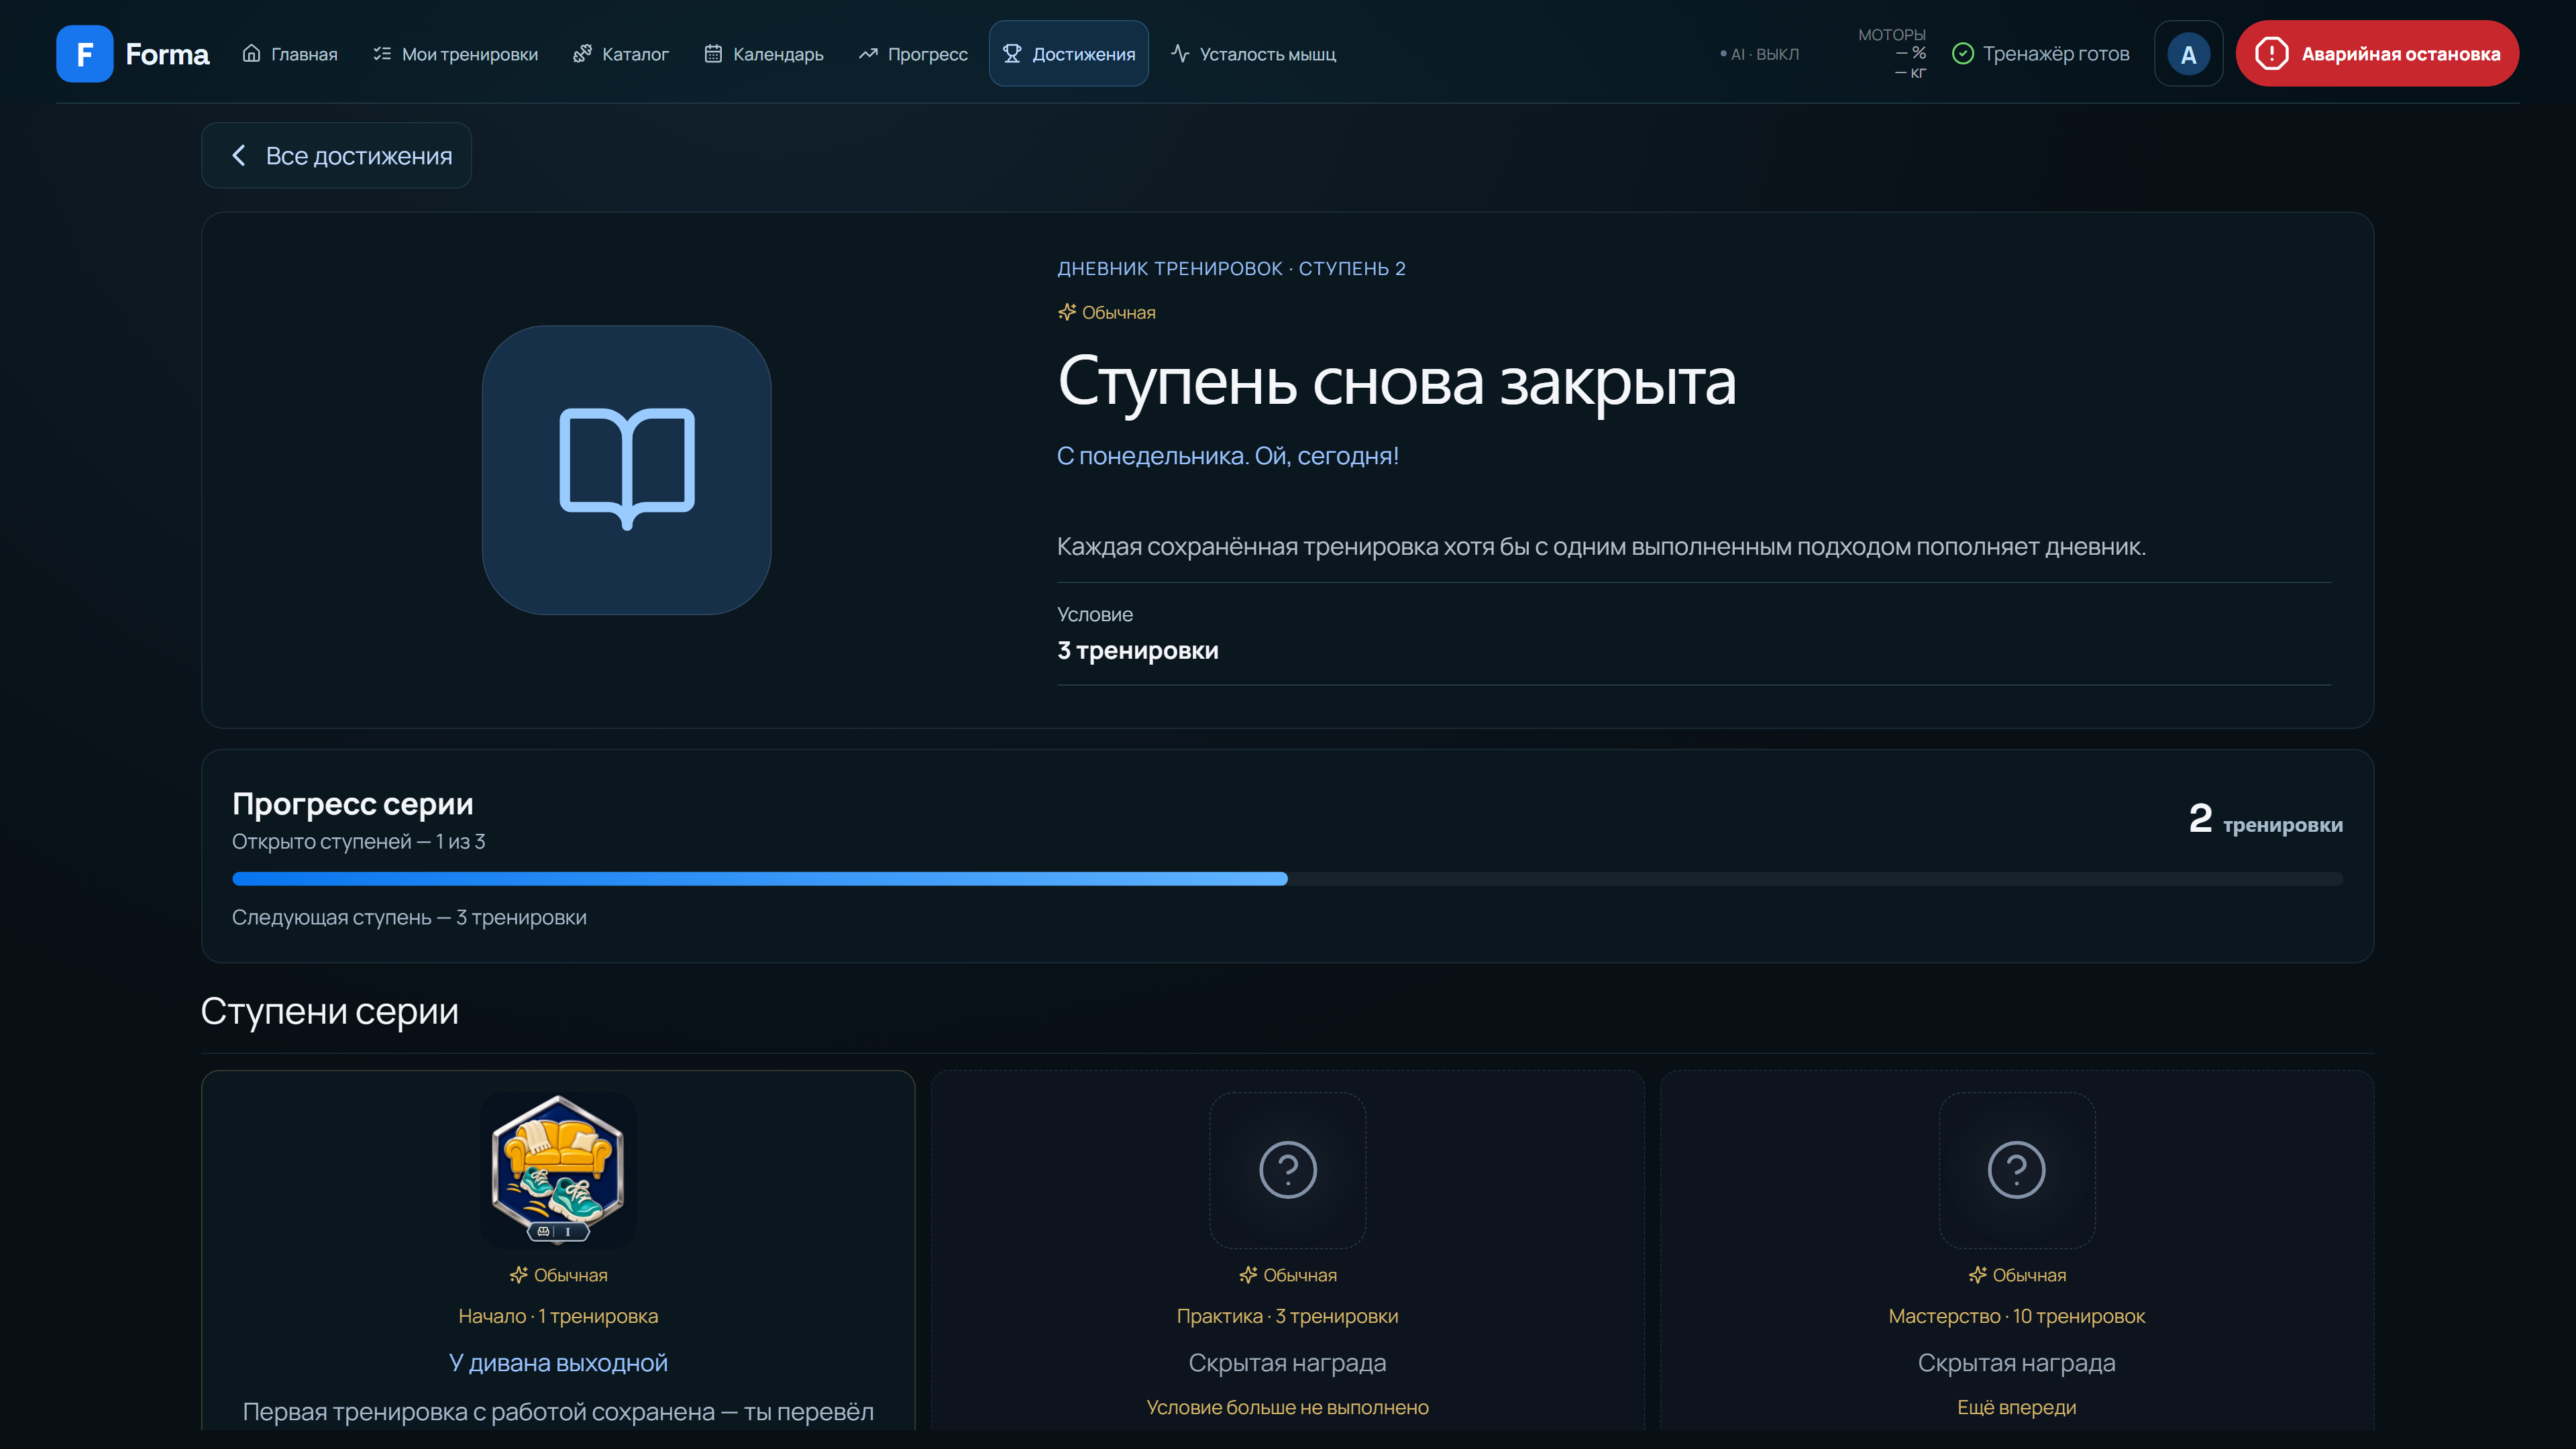 F
Forma
Главная
Мои тренировки
Каталог
Календарь
Прогресс
Достижения
Усталость мышц
AI · ВЫКЛ
МОТОРЫ
— %
— кг
Тренажёр готов
A
Аварийная остановка
Все достижения
ДНЕВНИК ТРЕНИРОВОК · СТУПЕНЬ 2
Обычная
Ступень снова закрыта
С понедельника. Ой, сегодня!
Каждая сохранённая тренировка хотя бы с одним выполненным подходом пополняет дневник.
Условие
3 тренировки
Прогресс серии
Открыто ступеней — 1 из 3
2 тренировки
Следующая ступень — 3 тренировки
Ступени серии
I
Обычная
Начало · 1 тренировка
У дивана выходной
Первая тренировка с работой сохранена — ты перевёл
Обычная
Практика · 3 тренировки
Скрытая награда
Условие больше не выполнено
Обычная
Мастерство · 10 тренировок
Скрытая награда
Ещё впереди